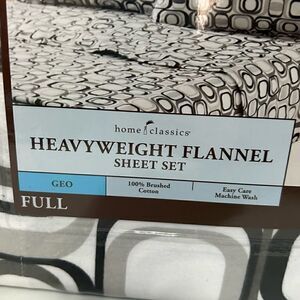 home classics®
HEAVYWEIGHT FLANNEL
SHEET SET
GEO
100% Brushed
Cotton
Easy Care
Machine Wash
FULL